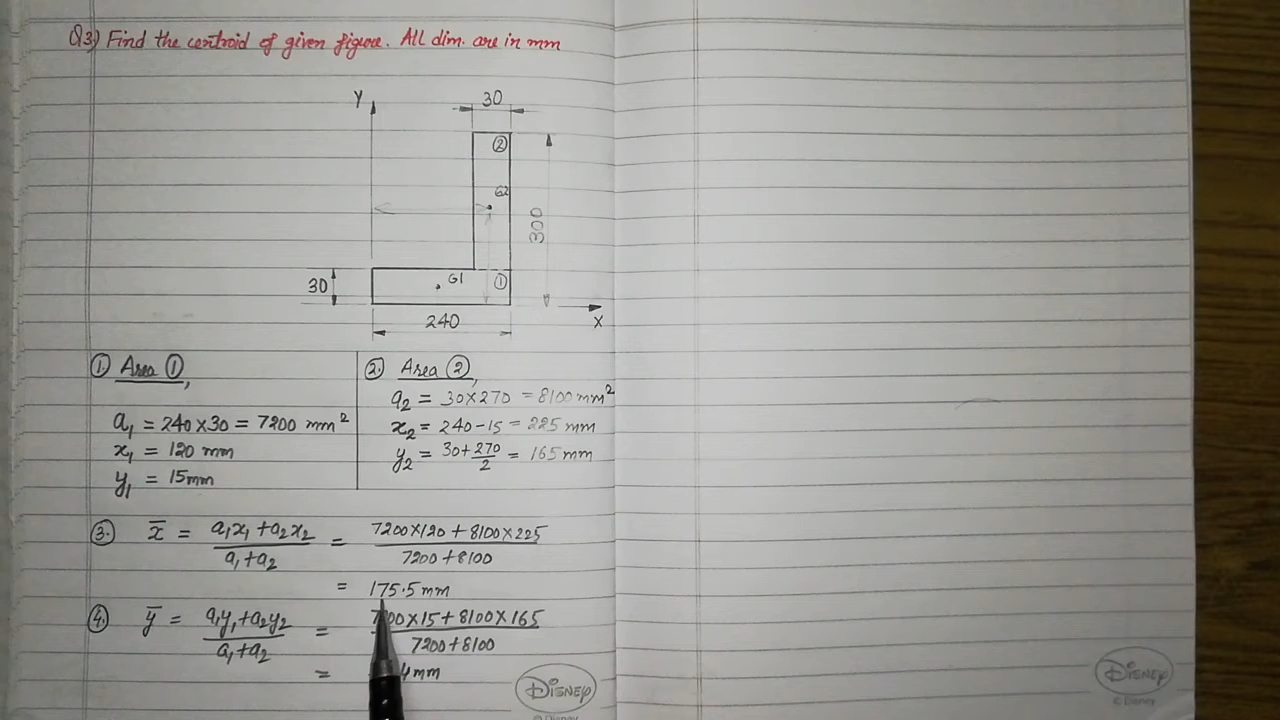 Q3) Find the centroid of given figure. All dim. are in mm
Y
30
②
G2
300
G1
①
30
240
X
① Area ①,
a₁ = 240×30 = 7200 mm²
x₁ = 120 mm
y₁ = 15mm
②. Area ②,
a₂ = 30×270 = 8100 mm²
x₂ = 240-15 = 225 mm
y₂ = 30+270/2 = 165 mm
③. x̅ = a₁x₁+a₂x₂/a₁+a₂ = 7200×120+8100×225/7200+8100
= 175.5 mm
④. y̅ = a₁y₁+a₂y₂/a₁+a₂ = ×15+8100×165/7200+8100
= mm
Disney
© Disney
Disney
© Disney